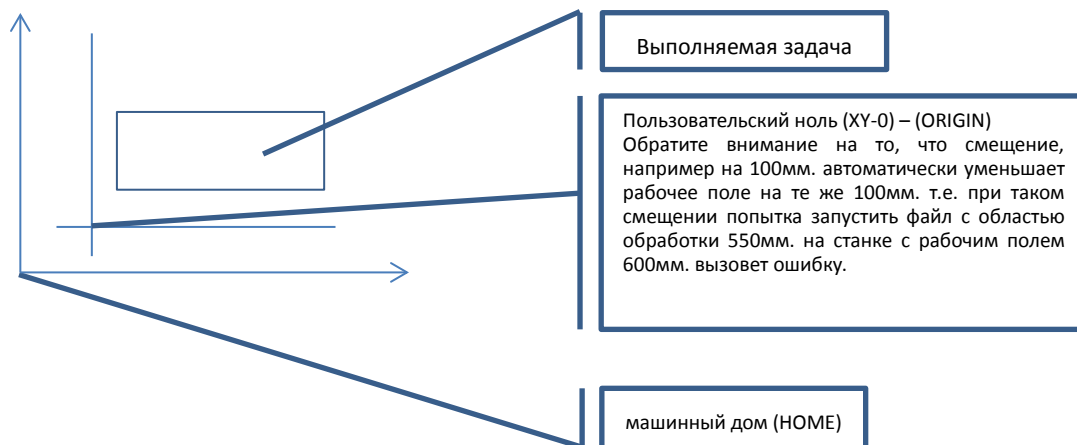 Выполняемая задача
Пользовательский ноль (XY-0) – (ORIGIN)
Обратите внимание на то, что смещение,
например на 100мм. автоматически уменьшает
рабочее поле на те же 100мм. т.е. при таком
смещении попытка запустить файл с областью
обработки 550мм. на станке с рабочим полем
600мм. вызовет ошибку.
машинный дом (HOME)